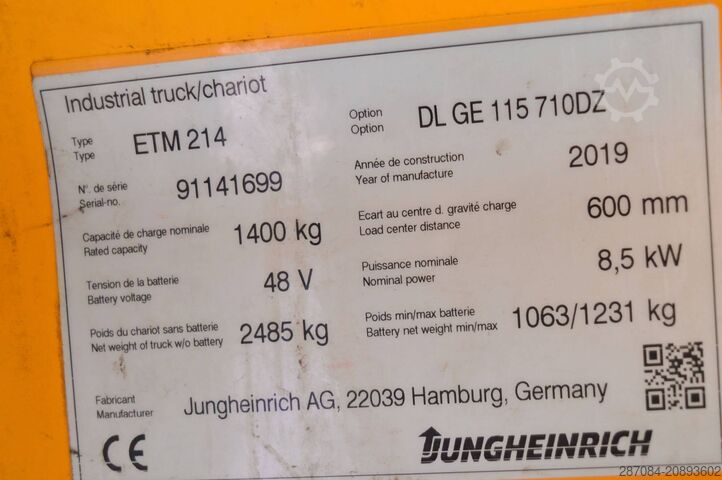 Industrial truck/chariot
Type
Type
ETM 214
Option
Option
DL GE 115 710DZ
N°. de série
Serial-no.
91141699
Année de construction
Year of manufacture
2019
Capacité de charge nominale
Rated capacity
1400 kg
Ecart au centre d. gravité charge
Load center distance
600 mm
Tension de la batterie
Battery voltage
48 V
Puissance nominale
Nominal power
8,5 kW
Poids du chariot sans batterie
Net weight of truck w/o battery
2485 kg
Poids min/max batterie
Battery net weight min/max
1063/1231 kg
Fabricant
Manufacturer
Jungheinrich AG, 22039 Hamburg, Germany
CE
JUNGHEINRICH
287084-20893602